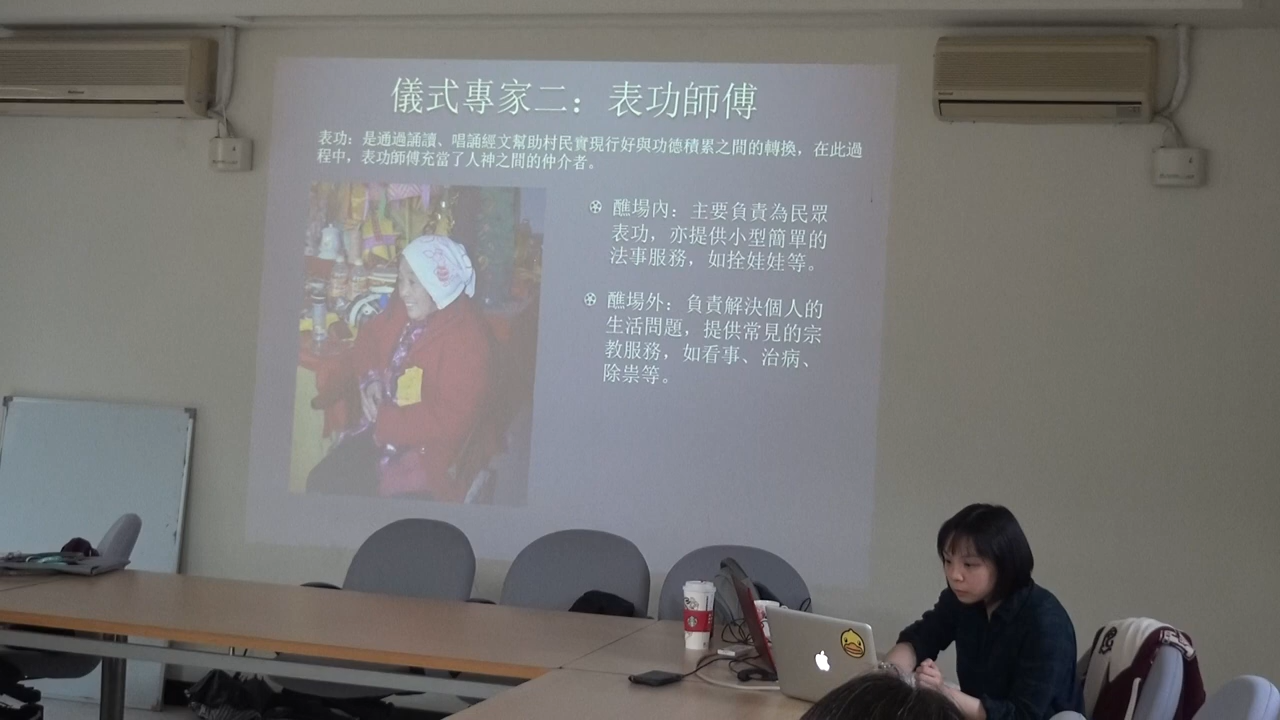 儀式專家二：表功師傅
表功：是通過誦讀、唱誦經文幫助村民實現行好與功德積累之間的轉換，在此過
程中，表功師傅充當了人神之間的仲介者。
醮場內：主要負責為民眾
表功，亦提供小型簡單的
法事服務，如拴娃娃等。
醮場外：負責解決個人的
生活問題，提供常見的宗
教服務，如看事、治病、
除祟等。